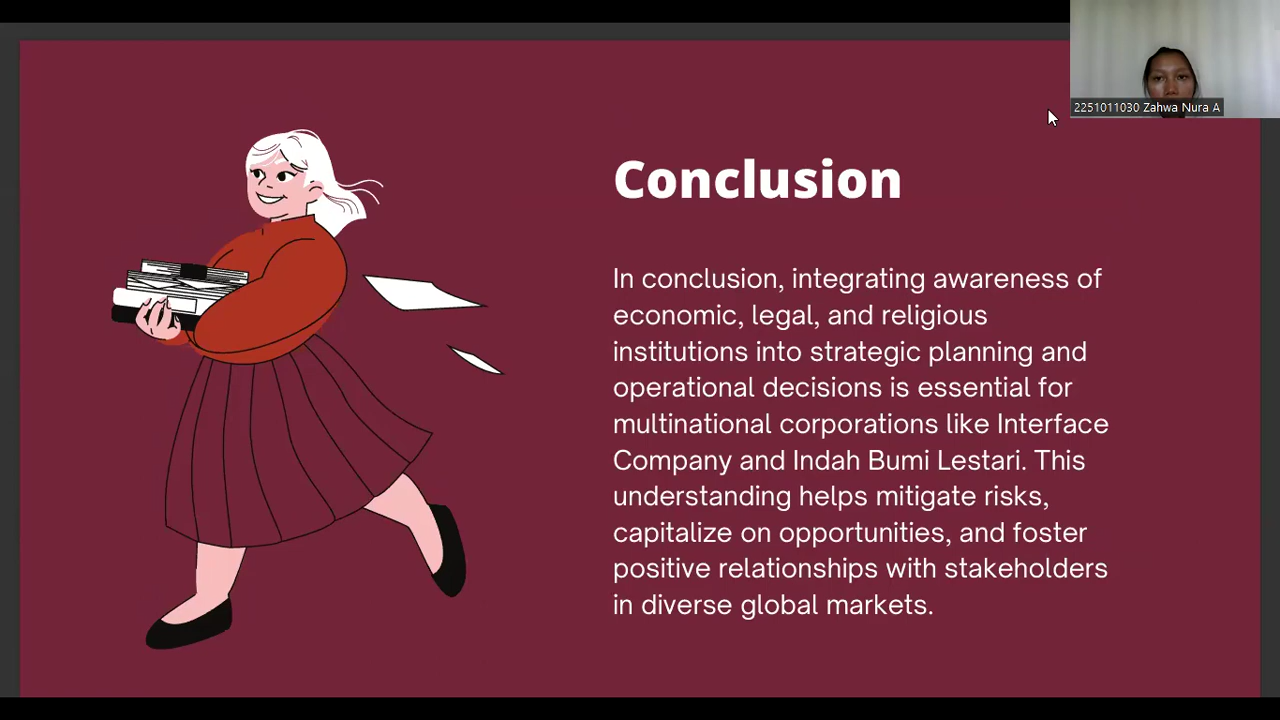 2251011030 Zahwa Nura A
Conclusion
In conclusion, integrating awareness of
economic, legal, and religious
institutions into strategic planning and
operational decisions is essential for
multinational corporations like Interface
Company and Indah Bumi Lestari. This
understanding helps mitigate risks,
capitalize on opportunities, and foster
positive relationships with stakeholders
in diverse global markets.